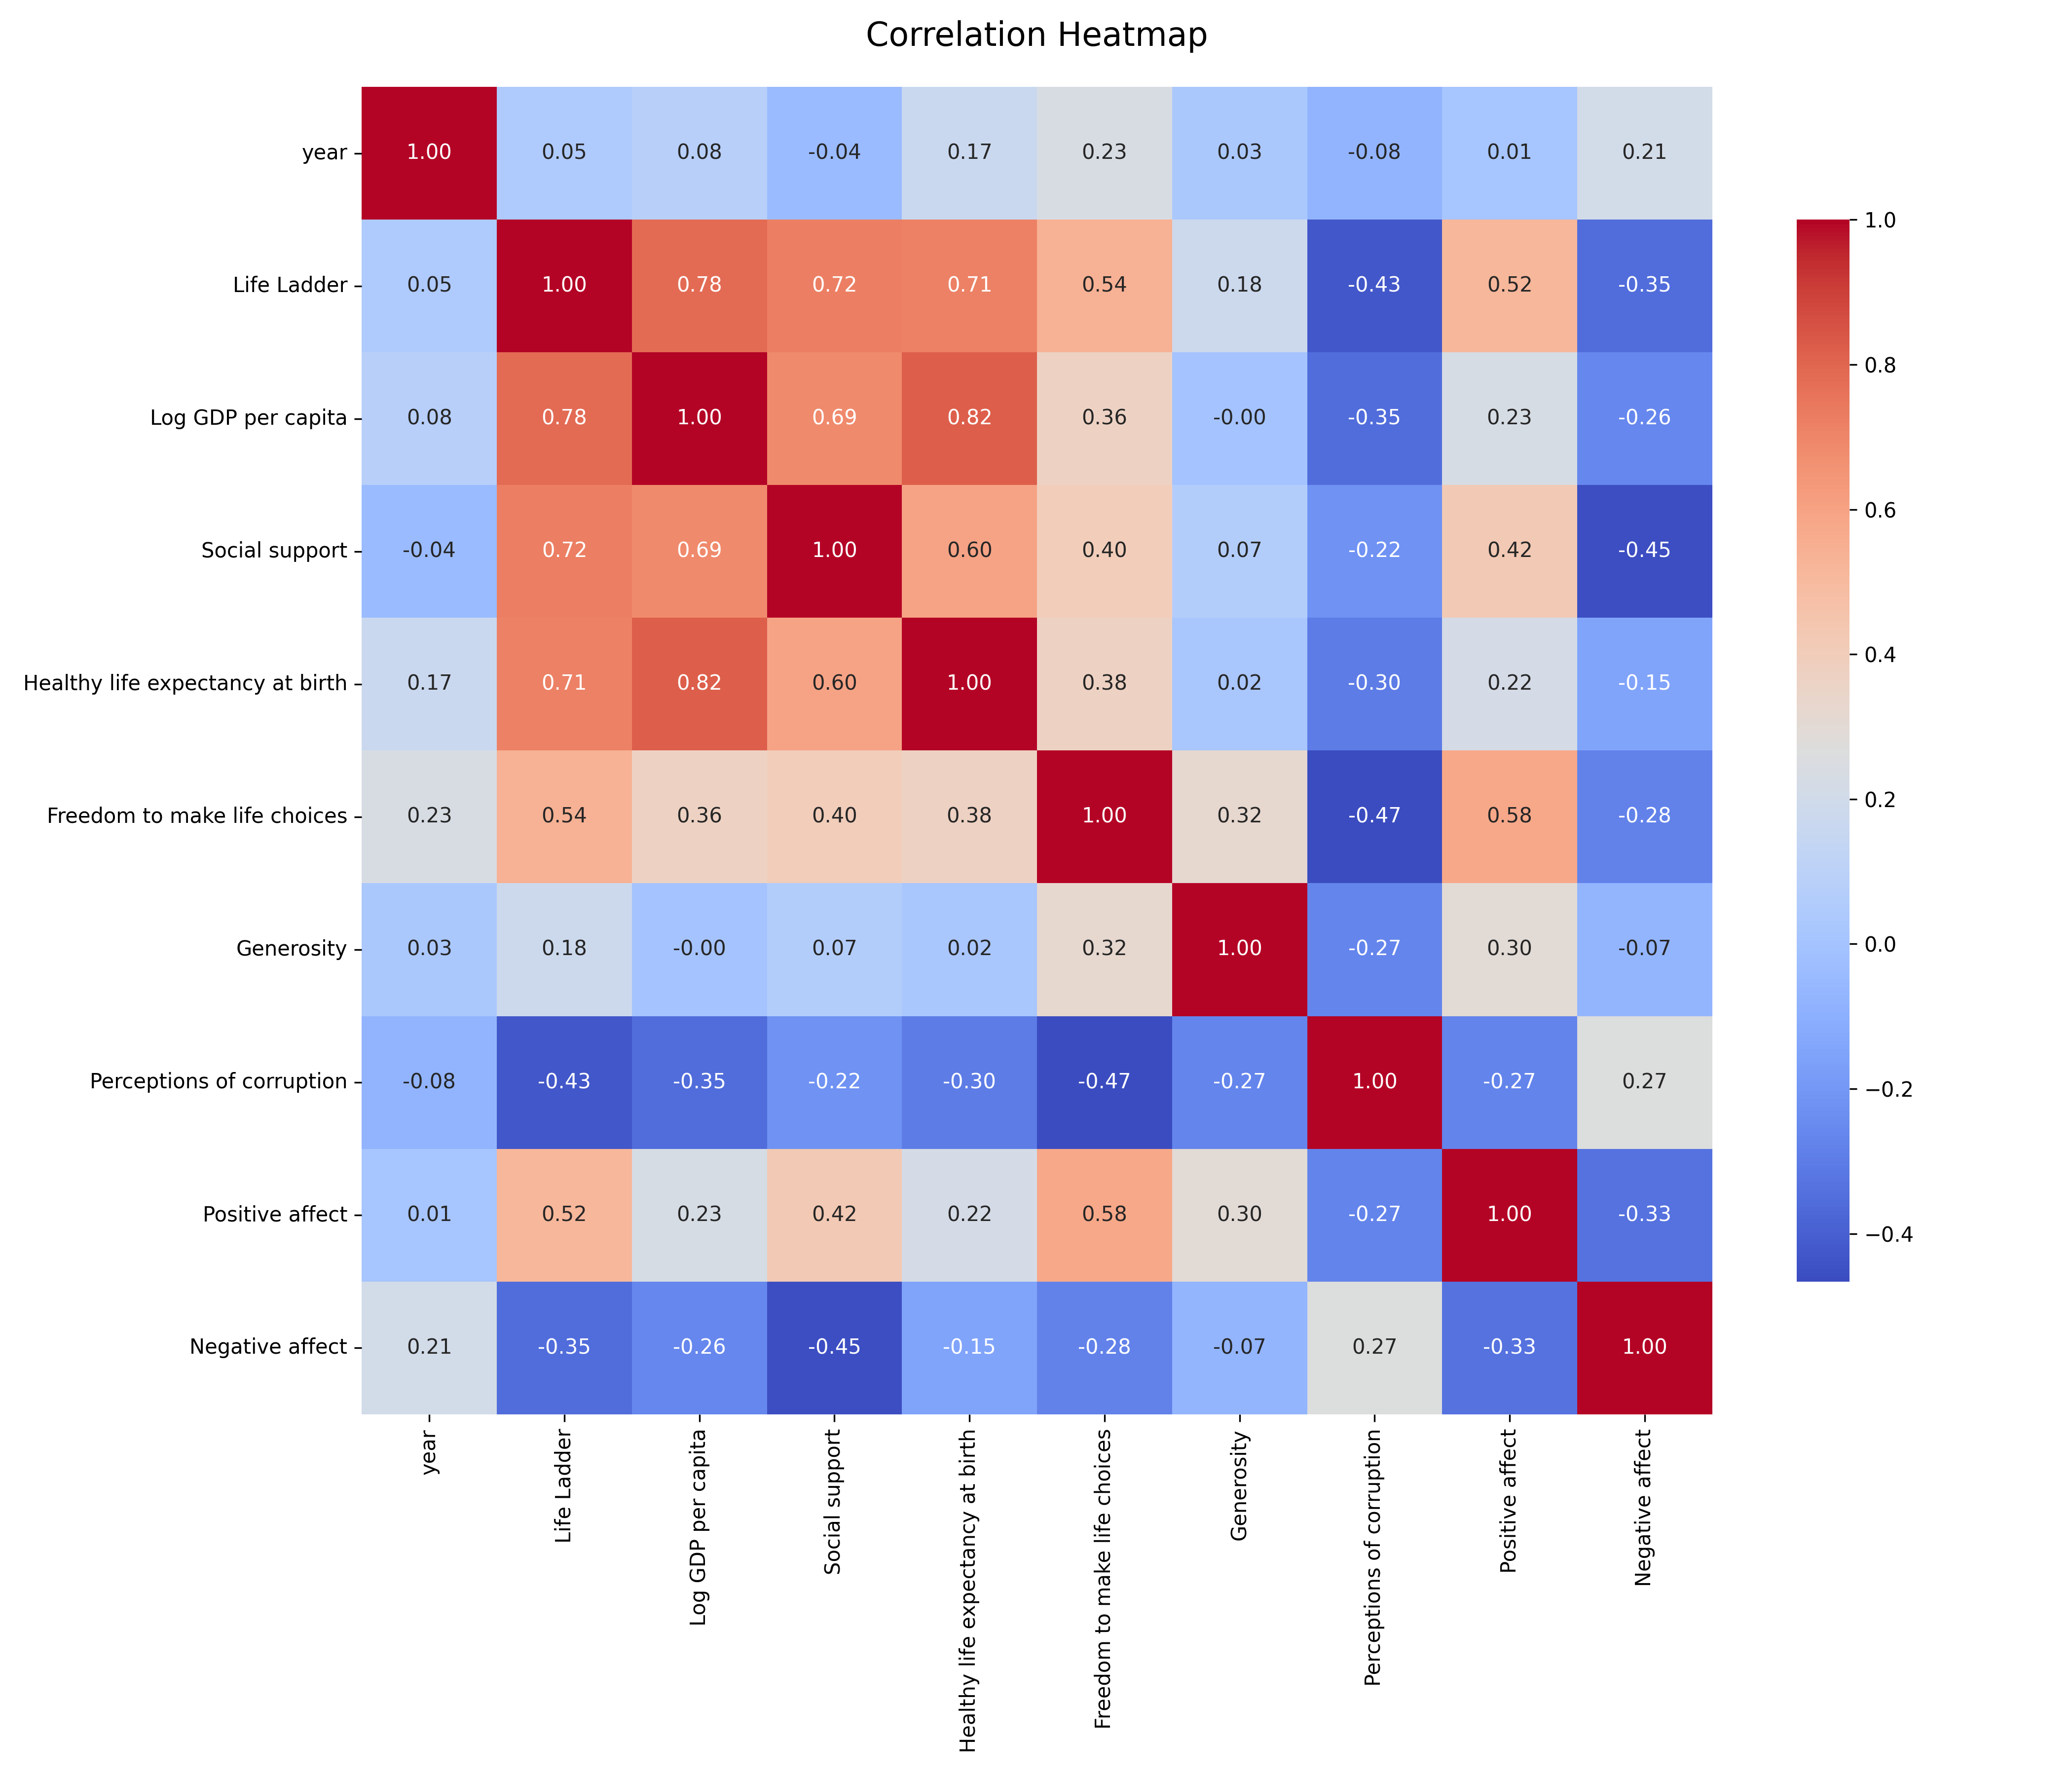 Correlation Heatmap
year 1.00 0.05 0.08 -0.04 0.17 0.23 0.03 -0.08 0.01 0.21
Life Ladder 0.05 1.00 0.78 0.72 0.71 0.54 0.18 -0.43 0.52 -0.35
Log GDP per capita 0.08 0.78 1.00 0.69 0.82 0.36 -0.00 -0.35 0.23 -0.26
Social support -0.04 0.72 0.69 1.00 0.60 0.40 0.07 -0.22 0.42 -0.45
Healthy life expectancy at birth 0.17 0.71 0.82 0.60 1.00 0.38 0.02 -0.30 0.22 -0.15
Freedom to make life choices 0.23 0.54 0.36 0.40 0.38 1.00 0.32 -0.47 0.58 -0.28
Generosity 0.03 0.18 -0.00 0.07 0.02 0.32 1.00 -0.27 0.30 -0.07
Perceptions of corruption -0.08 -0.43 -0.35 -0.22 -0.30 -0.47 -0.27 1.00 -0.27 0.27
Positive affect 0.01 0.52 0.23 0.42 0.22 0.58 0.30 -0.27 1.00 -0.33
Negative affect 0.21 -0.35 -0.26 -0.45 -0.15 -0.28 -0.07 0.27 -0.33 1.00
year
Life Ladder
Log GDP per capita
Social support
Healthy life expectancy at birth
Freedom to make life choices
Generosity
Perceptions of corruption
Positive affect
Negative affect
1.0
0.8
0.6
0.4
0.2
0.0
−0.2
−0.4